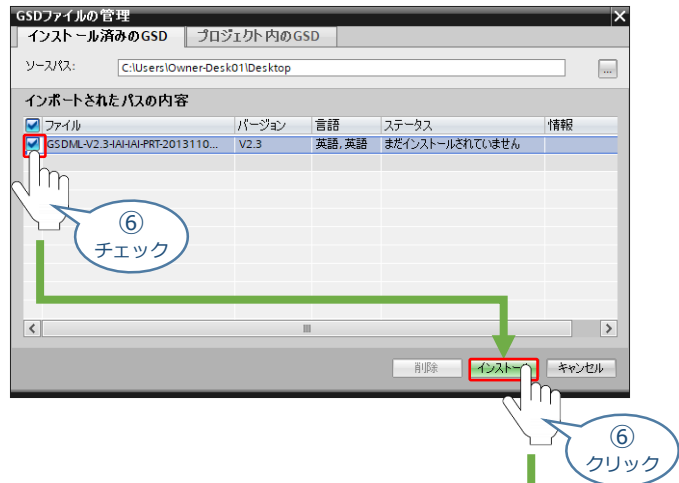 GSDファイルの管理
インストール済みのGSD プロジェクト内のGSD
ソースパス: C:\Users\Owner-Desk01\Desktop ...
インポートされたパスの内容
ファイル バージョン 言語 ステータス 情報
GSDML-V2.3-IAI-IAI-PRT-2013110... V2.3 英語, 英語 まだインストールされていません
⑥
チェック
削除 インストール キャンセル
⑥
クリック